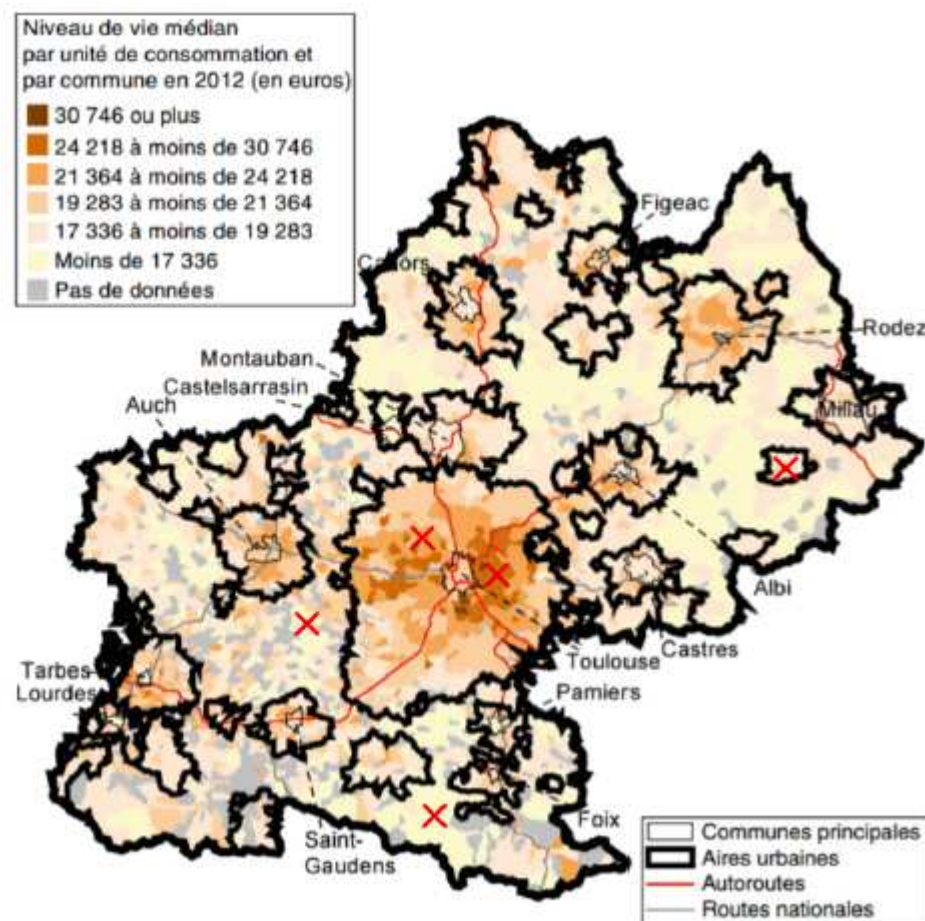 Niveau de vie médian
par unité de consommation et
par commune en 2012 (en euros)
30 746 ou plus
24 218 à moins de 30 746
21 364 à moins de 24 218
19 283 à moins de 21 364
17 336 à moins de 19 283
Moins de 17 336
Pas de données
Figeac
Cahors
Rodez
Montauban
Castelsarrasin
Auch
Millau
Albi
Castres
Toulouse
Tarbes
Lourdes
Pamiers
Foix
Saint-
Gaudens
Communes principales
Aires urbaines
Autoroutes
Routes nationales